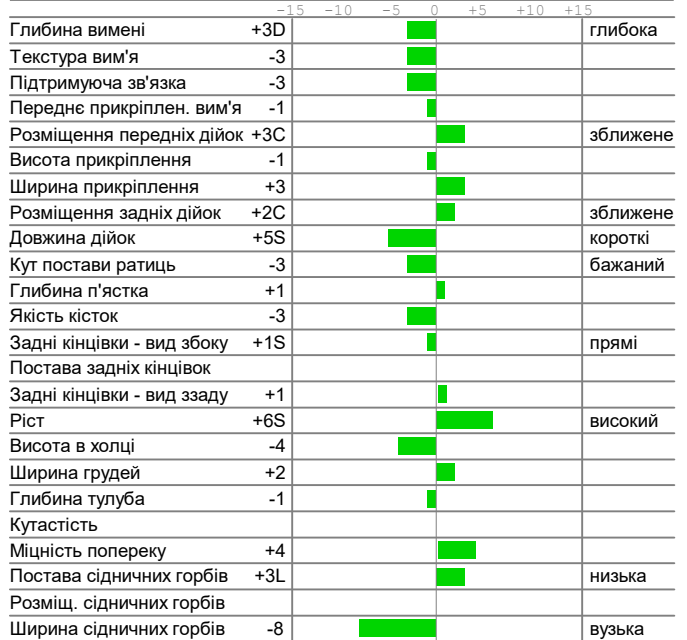 -15 -10 -5 0 +5 +10 +15
Глибина вимені +3D глибока
Текстура вим'я -3
Підтримуюча зв'язка -3
Переднє прикріплен. вим'я -1
Розміщення передніх дійок +3C зближене
Висота прикріплення -1
Ширина прикріплення +3
Розміщення задніх дійок +2C зближене
Довжина дійок +5S короткі
Кут постави ратиць -3 бажаний
Глибина п'ястка +1
Якість кісток -3
Задні кінцівки - вид збоку +1S прямі
Постава задніх кінцівок
Задні кінцівки - вид ззаду +1
Ріст +6S високий
Висота в холці -4
Ширина грудей +2
Глибина тулуба -1
Кутастість
Міцність попереку +4
Постава сідничних горбів +3L низька
Розміщ. сідничних горбів
Ширина сідничних горбів -8 вузька